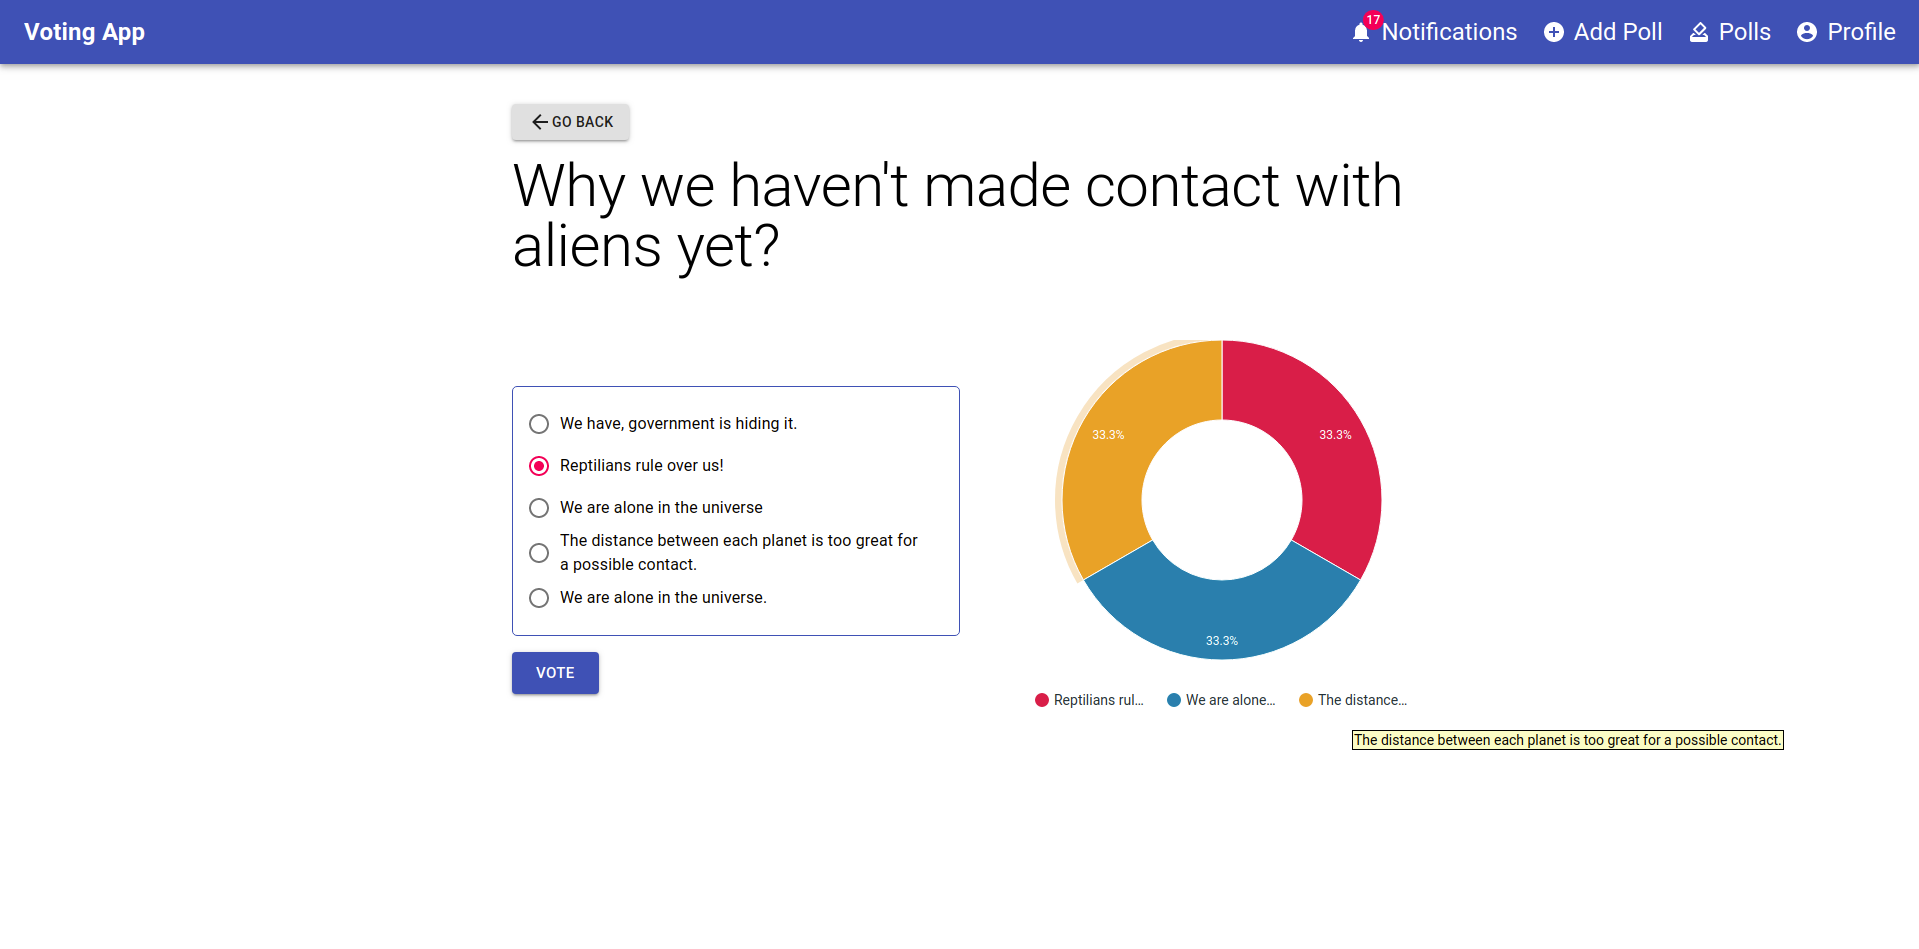 Voting App
17
Notifications
Add Poll
Polls
Profile
GO BACK
Why we haven't made contact with
aliens yet?
We have, government is hiding it.
Reptilians rule over us!
We are alone in the universe
The distance between each planet is too great for
a possible contact.
We are alone in the universe.
VOTE
33.3%
33.3%
33.3%
Reptilians rul...
We are alone...
The distance...
The distance between each planet is too great for a possible contact.